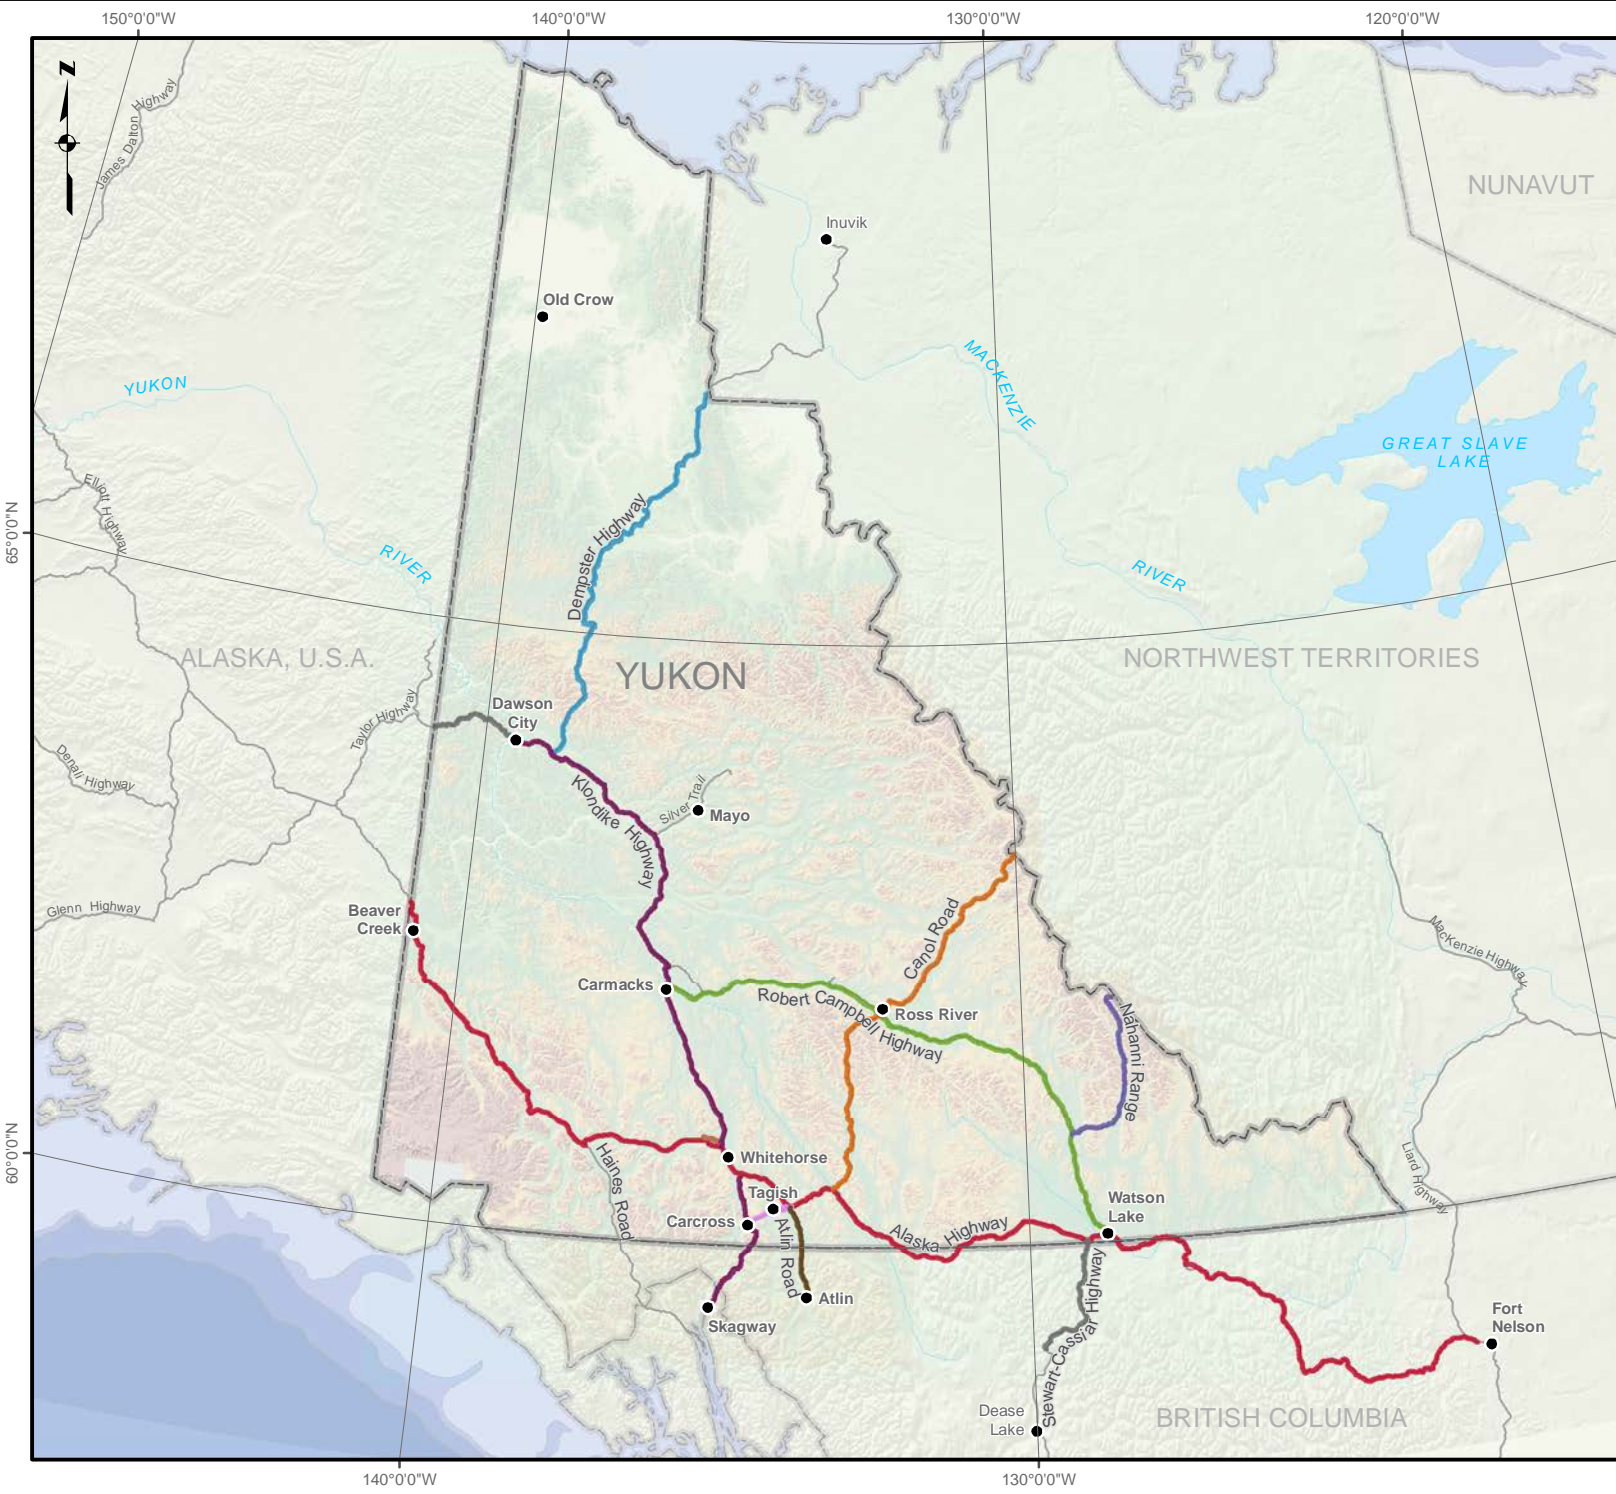 150°0'0"W
140°0'0"W
130°0'0"W
120°0'0"W
N
James Dalton Highway
NUNAVUT
Inuvik
Old Crow
MACKENZIE
YUKON
GREAT SLAVE
LAKE
Elliott Highway
65°0'0"N
Dempster Highway
RIVER
RIVER
ALASKA, U.S.A.
YUKON
NORTHWEST TERRITORIES
Dawson
City
Taylor Highway
Denali Highway
Klondike Highway
Silver Trail
Mayo
Glenn Highway
Beaver
Creek
Canol Road
MacKenzie Highwa
Carmacks
Robert Campbell Highway
Ross River
Nahanni Range
60°0'0"N
Haines Road
Whitehorse
Tagish
Carcross
Atlin Road
Alaska Highway
Watson
Lake
Liard Highway
Atlin
Skagway
Stewart-Cassiar Highway
Fort
Nelson
Dease
Lake
BRITISH COLUMBIA
140°0'0"W
130°0'0"W